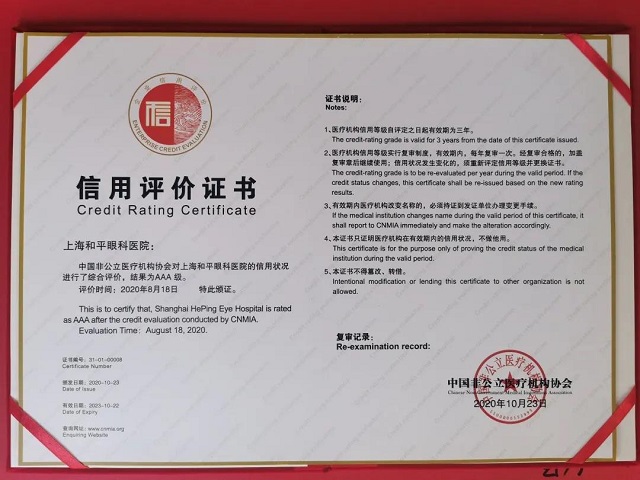 企业信用评价
信
ENTERPRISE CREDIT EVALUATION
信用评价证书
Credit Rating Certificate
上海和平眼科医院：
中国非公立医疗机构协会对上海和平眼科医院的信用状况
进行了综合评价，结果为AAA 级。
评价时间：2020年8月18日 特此颁证。
This is to certify that, Shanghai HePing Eye Hospital is rated
as AAA after the credit evaluation conducted by CNMIA.
Evaluation Time: August 18, 2020.
证书编号：31-01-00008
Certificate Number
颁发日期：2020-10-23
Date of Issue
有效日期：2023-10-22
Date of Expiry
查询网址：www.cnmia.org
Enquiring Website
证书说明：
Notes:
1、医疗机构信用等级自评定之日起有效期为三年。
The credit-rating grade is valid for 3 years from the date of this certificate issued.
2、医疗机构信用等级实行复审制度，有效期内，每年复审一次。经复审合格的，加盖
复审章后继续使用；信用状况发生变化的，须重新评定信用等级并更换证书。
The credit-rating grade is to be re-evaluated per year during the valid period. If the
credit status changes, this certificate shall be re-issued based on the new rating
results.
3、有效期内医疗机构改变名称的，必须持证到发证单位办理变更手续。
If the medical institution changes name during the valid period of this certificate, it
shall report to CNMIA immediately and make the alteration accordingly.
4、本证书只证明医疗机构在有效期内的信用状况，不做他用。
This certificate is for the purpose only of proving the credit status of the medical
institution during the valid period.
5、本证书不得篡改、转借。
Intentional modification or lending this certificate to other organization is not
allowed.
复审记录：
Re-examination record:
中国非公立医疗机构协会
Chinese Non-government Medical Institutions Association
2020年10月23日